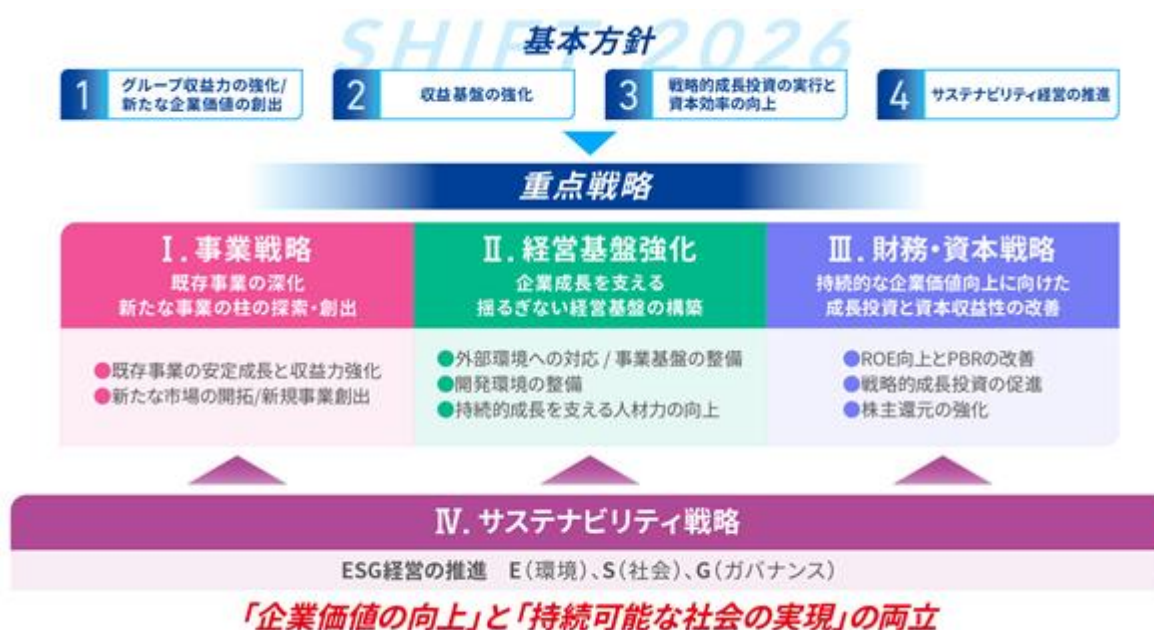 SHIFT 2026
基本方針
1
グループ収益力の強化/
新たな企業価値の創出
2
収益基盤の強化
3
戦略的成長投資の実行と
資本効率の向上
4
サステナビリティ経営の推進
重点戦略
Ⅰ.事業戦略
既存事業の深化
新たな事業の柱の探索・創出
●既存事業の安定成長と収益力強化
●新たな市場の開拓/新規事業創出
Ⅱ.経営基盤強化
企業成長を支える
揺るぎない経営基盤の構築
●外部環境への対応 / 事業基盤の整備
●開発環境の整備
●持続的成長を支える人材力の向上
Ⅲ.財務・資本戦略
持続的な企業価値向上に向けた
成長投資と資本収益性の改善
●ROE向上とPBRの改善
●戦略的成長投資の促進
●株主還元の強化
Ⅳ.サステナビリティ戦略
ESG経営の推進　E(環境)、S(社会)、G(ガバナンス)
「企業価値の向上」と「持続可能な社会の実現」の両立